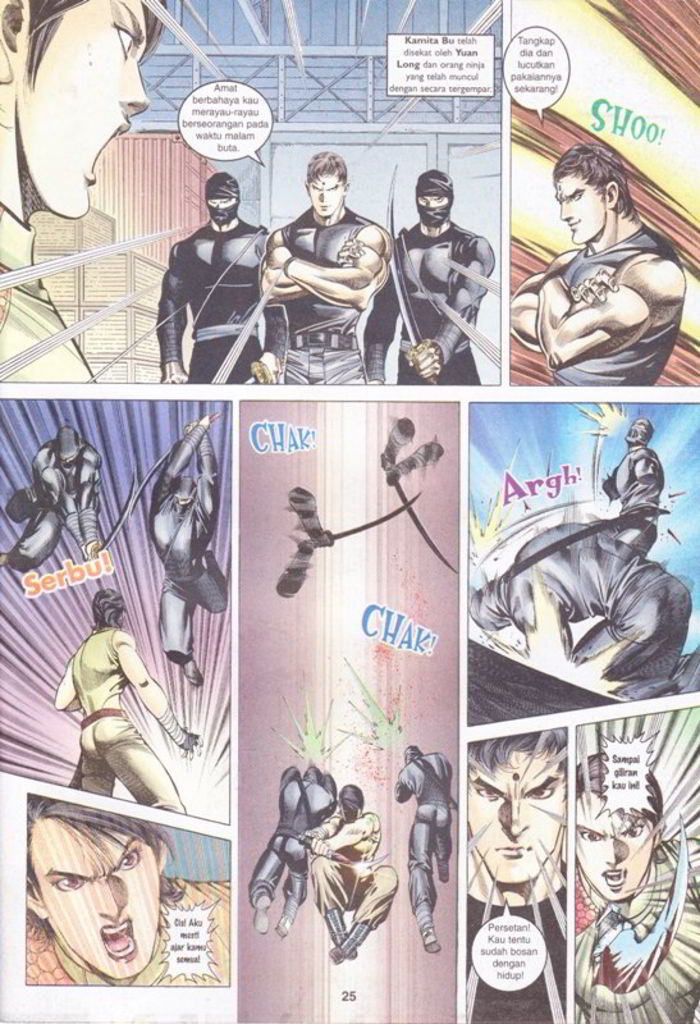 Amat
berbahaya kau
merayau-rayau
berseorangan pada
waktu malam
buta.
Kamita Bu telah
disekat oleh Yuan
Long dan orang ninja
yang telah muncul
dengan secara tergempar.
Tangkap
dia dan
lucutkan
pakaiannya
sekarang!
SHOO!
Serbu!
CHAK!
CHAK!
Argh!
Cis! Aku
mesti
ajar kamu
semua!
Persetan!
Kau tentu
sudah bosan
dengan
hidup!
Sampai
giliran
kau ini!
25